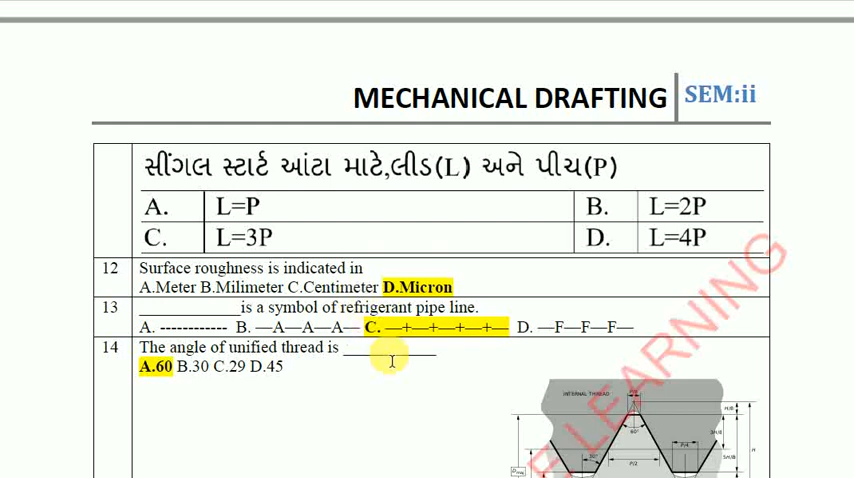 MECHANICAL DRAFTING SEM:ii
સીંગલ સ્ટાર્ટ આંટા માટે,લીડ(L) અને પીચ(P)
A. L=P B. L=2P
C. L=3P D. L=4P
12 Surface roughness is indicated in
A.Meter B.Milimeter C.Centimeter D.Micron
13 ____________is a symbol of refrigerant pipe line.
A. ------------ B. —A—A—A— C. —+—+—+—+— D. —F—F—F—
14 The angle of unified thread is ___________
A.60 B.30 C.29 D.45
INTERNAL THREAD
60°
P/4
30°
P/2
E LEARNING